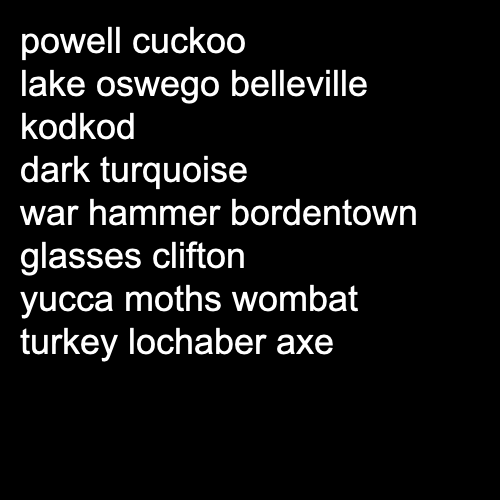 powell cuckoo
lake oswego belleville
kodkod
dark turquoise
war hammer bordentown
glasses clifton
yucca moths wombat
turkey lochaber axe